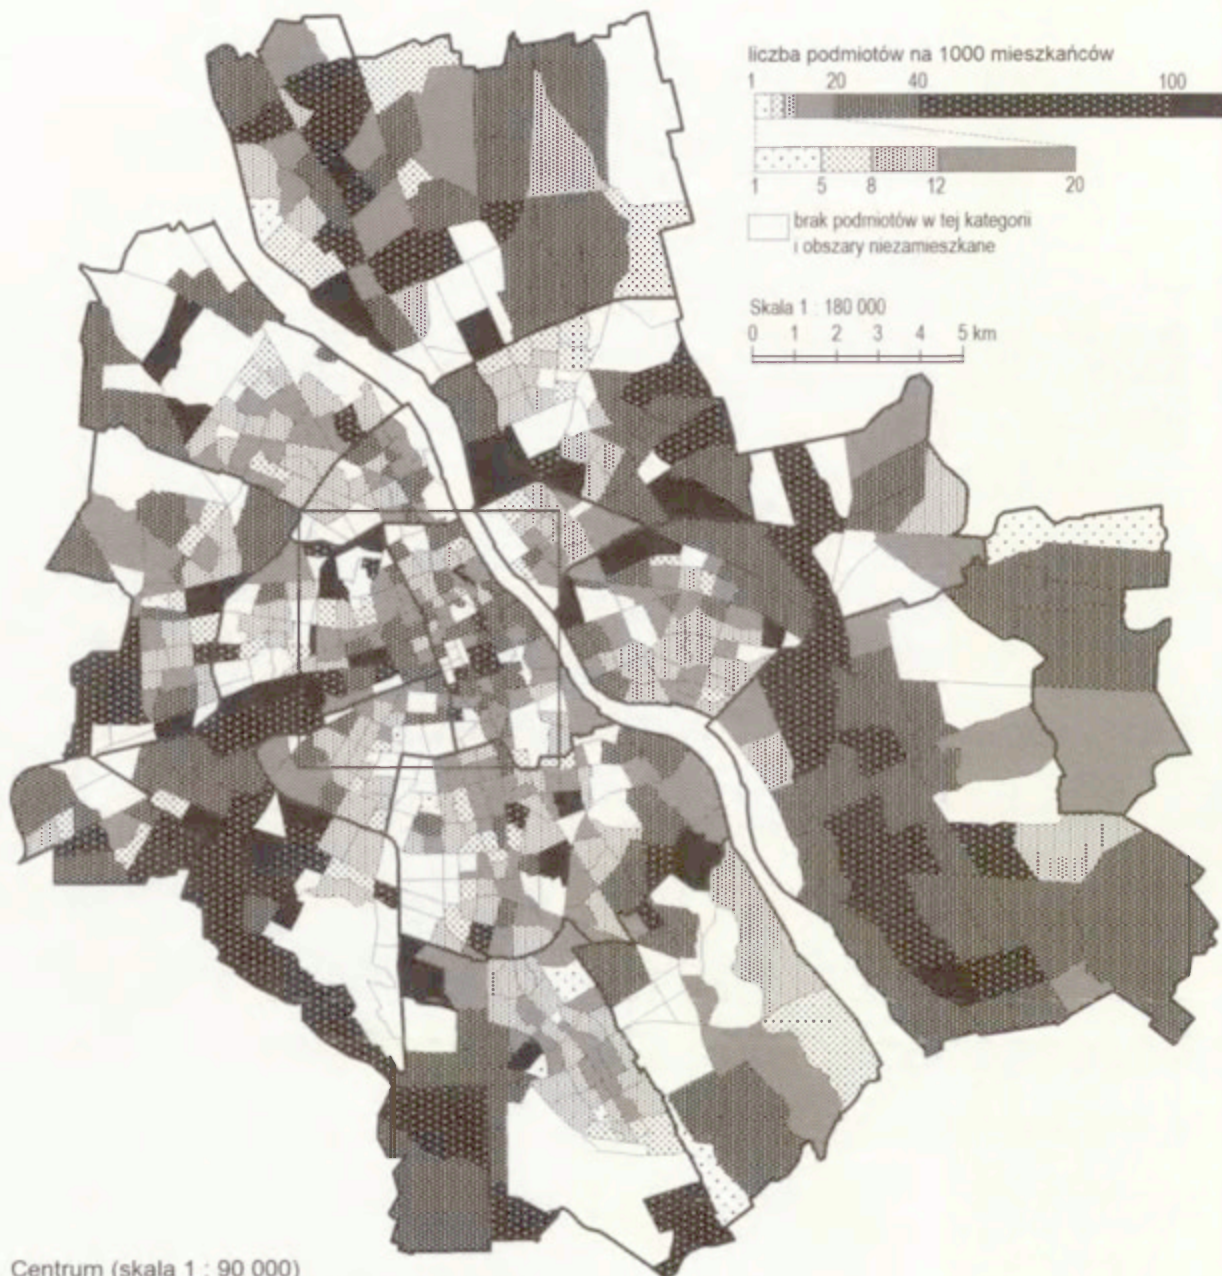 liczba podmiotów na 1000 mieszkańców
1 20 40 100
1 5 8 12 20
brak podmiotów w tej kategorii
i obszary niezamieszkane
Skala 1 : 180 000
0 1 2 3 4 5 km
Centrum (skala 1 : 90 000)